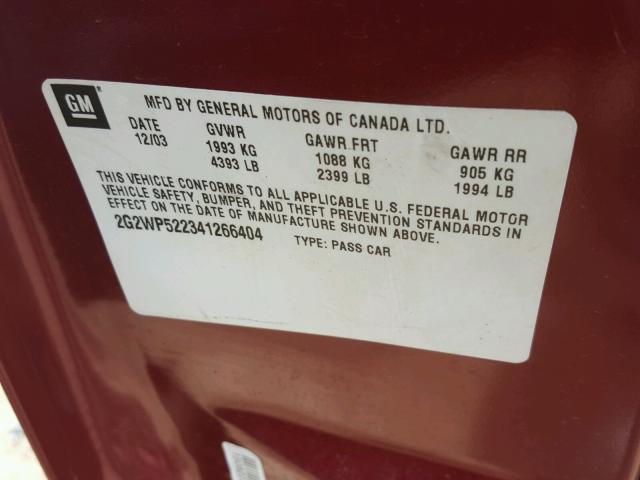 GM
MFD BY GENERAL MOTORS OF CANADA LTD.
DATE GVWR GAWR FRT GAWR RR
12/03 1993 KG 1088 KG 905 KG
4393 LB 2399 LB 1994 LB
THIS VEHICLE CONFORMS TO ALL APPLICABLE U.S. FEDERAL MOTOR
VEHICLE SAFETY, BUMPER, AND THEFT PREVENTION STANDARDS IN
EFFECT ON THE DATE OF MANUFACTURE SHOWN ABOVE.
2G2WP522341266404 TYPE: PASS CAR